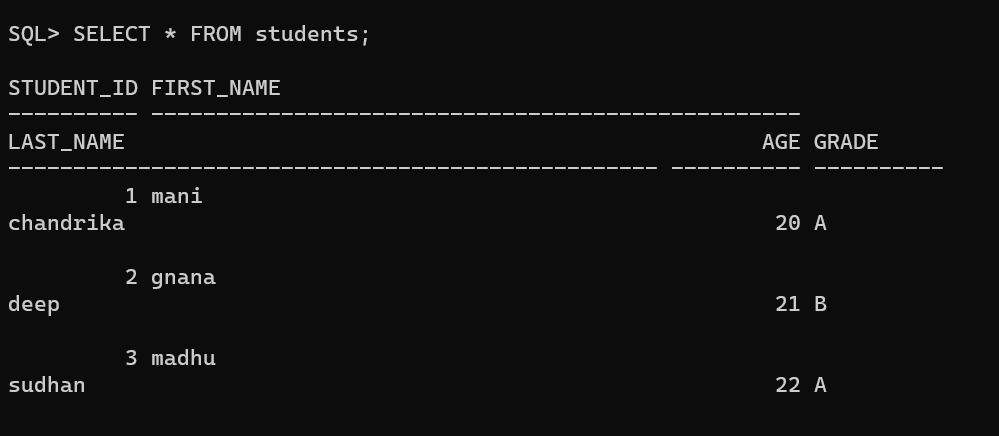 SQL> SELECT * FROM students;
STUDENT_ID FIRST_NAME
---------- --------------------------------------------------
LAST_NAME                                                 AGE GRADE
-------------------------------------------------- ---------- ----------
         1 mani
chandrika                                                  20 A
         2 gnana
deep                                                       21 B
         3 madhu
sudhan                                                     22 A